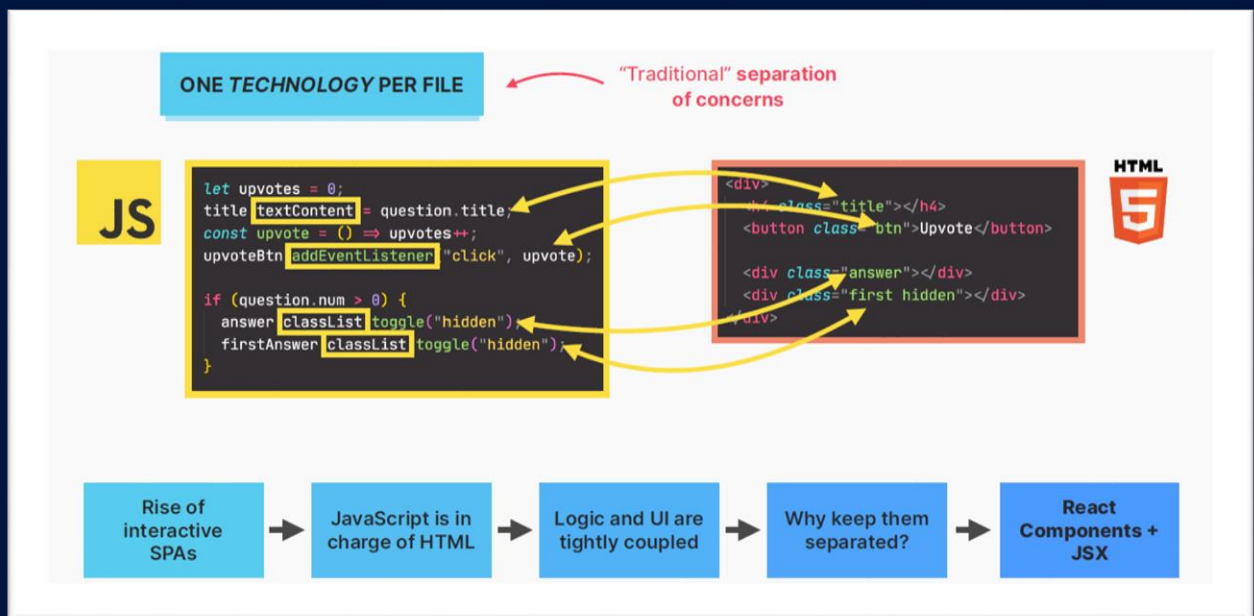 ONE TECHNOLOGY PER FILE
“Traditional” separation
of concerns
JS
let upvotes = 0;
title textContent = question.title;
const upvote = () ⇒ upvotes++;
upvoteBtn addEventListener "click", upvote);
if (question.num > 0) {
answer classList toggle("hidden");
firstAnswer classList toggle("hidden");
}
<div>
<h4 class="title"></h4>
<button class="btn">Upvote</button>
<div class="answer"></div>
<div class="first hidden"></div>
</div>
HTML
5
Rise of
interactive
SPAs
JavaScript is in
charge of HTML
Logic and UI are
tightly coupled
Why keep them
separated?
React
Components +
JSX